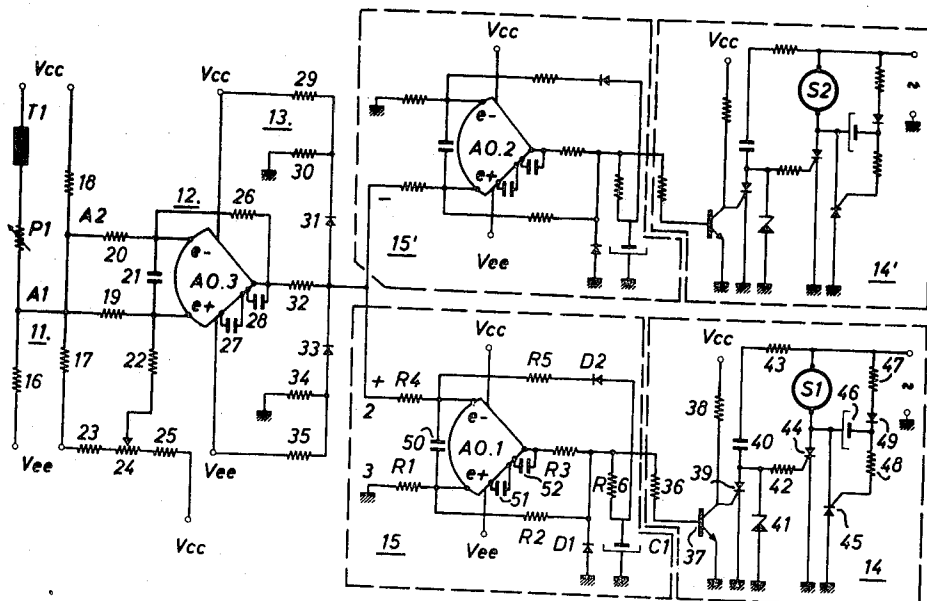 Vcc
T1
P1
A1
11.
16
Vee
18
A2
17
20
21
19
22
23
24
25
Vcc
12.
26
e-
AO.3
e+
27
28
Vcc
Vee
29
13.
30
31
32
33
34
35
Vcc
e-
AO.2
e+
Vee
-
15'
Vcc
S2
2
14'
+
2
R4
50
3
R1
Vcc
e-
AO.1
e+
Vee
51
52
R5
D2
R3
R6
R2
D1
C1
15
36
37
Vcc
38
39
40
41
42
43
S1
44
45
46
47
2
49
48
14